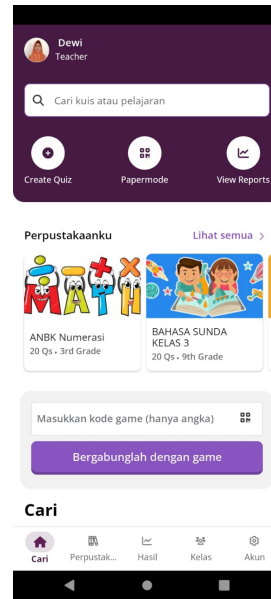 Dewi
Teacher
Cari kuis atau pelajaran
Create Quiz
Papermode
View Reports
Perpustakaanku
Lihat semua >
MATH
ANBK Numerasi
20 Qs • 3rd Grade
BAHASA SUNDA
KELAS 3
20 Qs • 9th Grade
Masukkan kode game (hanya angka)
Bergabunglah dengan game
Cari
Cari
Perpustak...
Hasil
Kelas
Akun